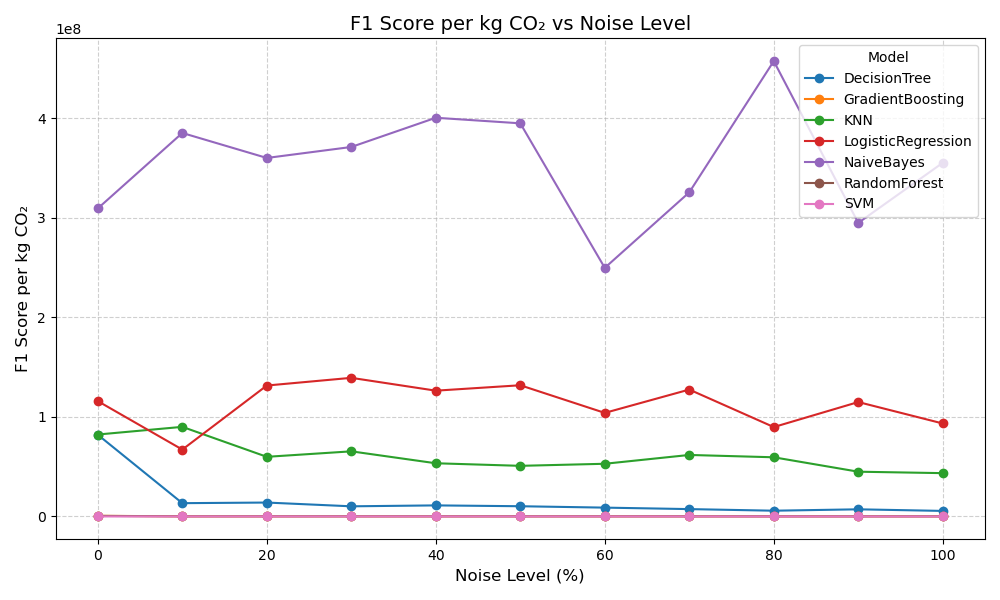 F1 Score per kg CO₂ vs Noise Level
1e8
4
3
2
1
0
F1 Score per kg CO₂
0 20 40 60 80 100
Noise Level (%)
Model
DecisionTree
GradientBoosting
KNN
LogisticRegression
NaiveBayes
RandomForest
SVM